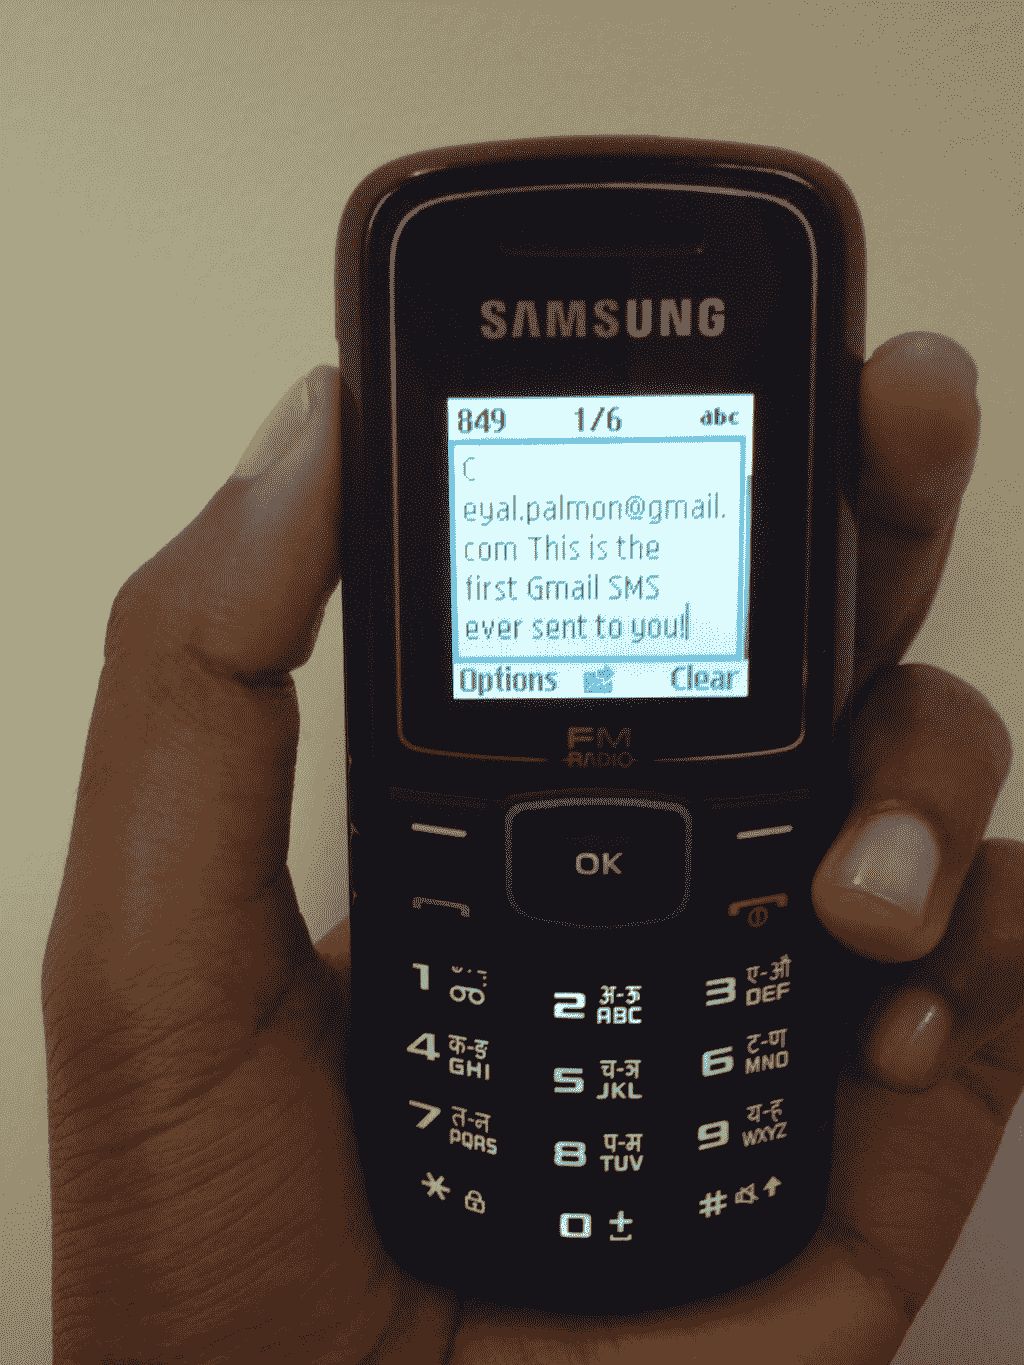 SAMSUNG
849 1/6 abc
C
eyal.palmon@gmail.
com This is the
first Gmail SMS
ever sent to you!
Options Clear
FM
RADIO
OK
1
2 अ-ऊ ABC
3 ए-औ DEF
4 क-ङ GHI
5 च-ञ JKL
6 ट-ण MNO
7 त-न PQRS
8 प-म TUV
9 य-ह WXYZ
*
0 +
#